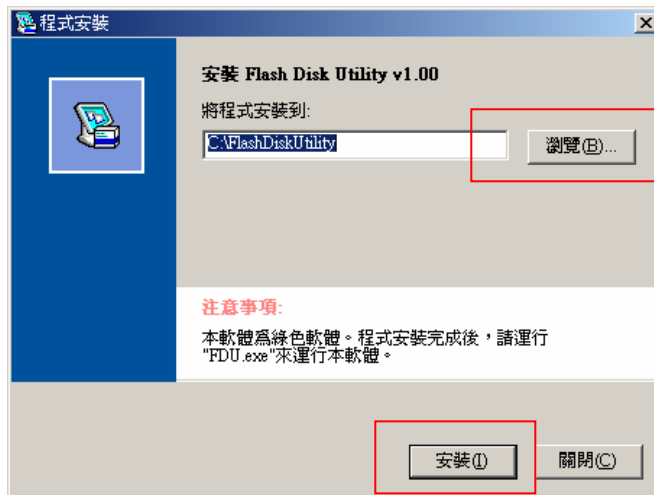 程式安裝
安裝 Flash Disk Utility v1.00
將程式安裝到:
C:\FlashDiskUtility
瀏覽(B)...
注意事項:
本軟體爲綠色軟體。程式安裝完成後，請運行
"FDU.exe"來運行本軟體。
安裝(I)
關閉(C)